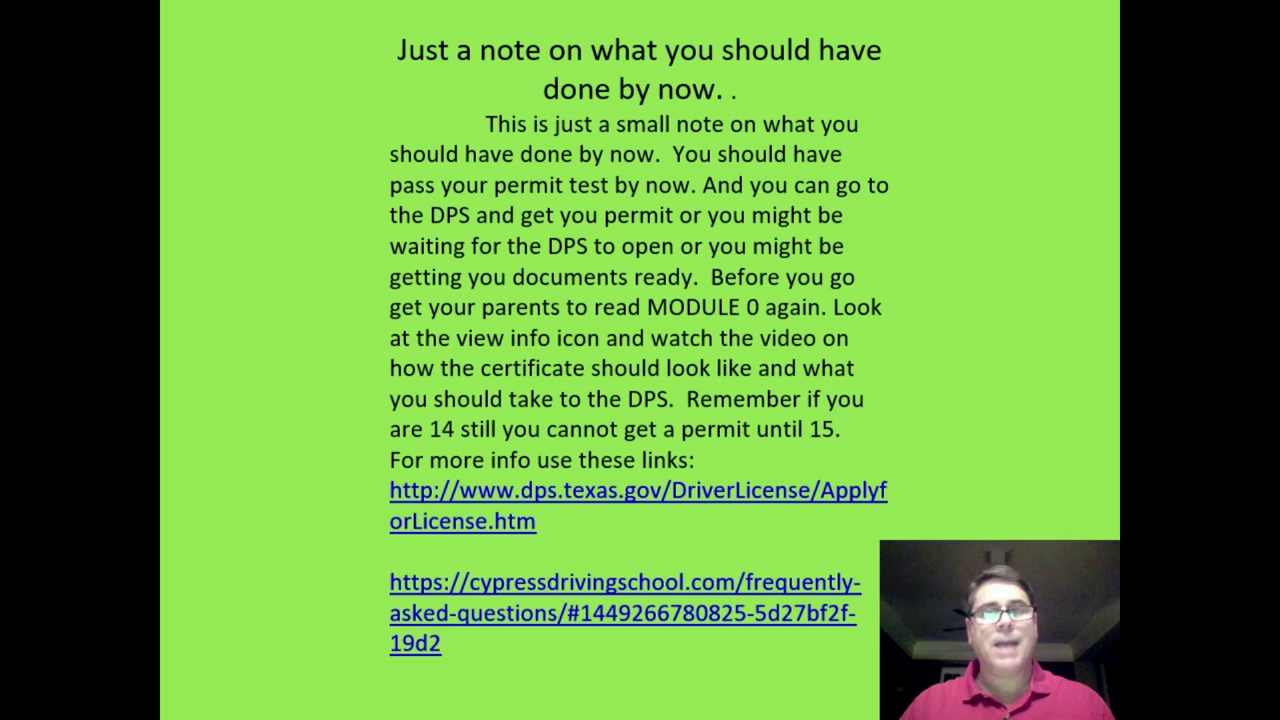 Just a note on what you should have
done by now. .
This is just a small note on what you
should have done by now.  You should have
pass your permit test by now. And you can go to
the DPS and get you permit or you might be
waiting for the DPS to open or you might be
getting you documents ready.  Before you go
get your parents to read MODULE 0 again. Look
at the view info icon and watch the video on
how the certificate should look like and what
you should take to the DPS.  Remember if you
are 14 still you cannot get a permit until 15.
For more info use these links:
http://www.dps.texas.gov/DriverLicense/Applyf
orLicense.htm
https://cypressdrivingschool.com/frequently-
asked-questions/#1449266780825-5d27bf2f-
19d2